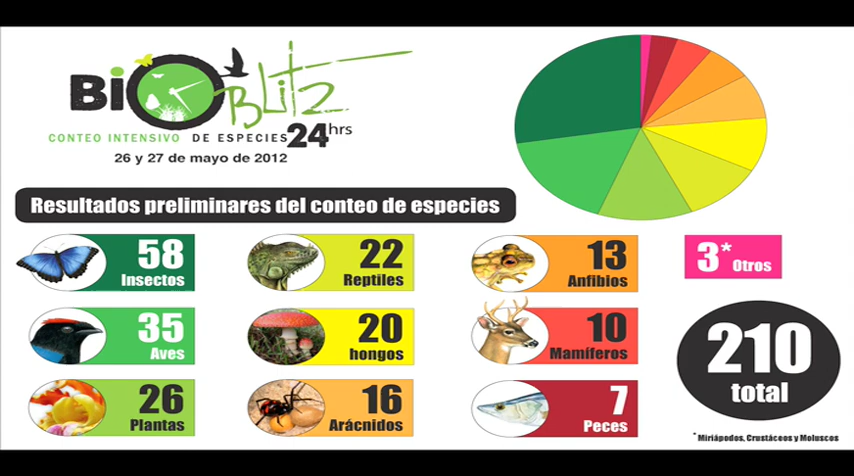 BiO Blitz
CONTEO INTENSIVO DE ESPECIES 24hrs
26 y 27 de mayo de 2012
Resultados preliminares del conteo de especies
58
Insectos
22
Reptiles
13
Anfibios
3* Otros
35
Aves
20
hongos
10
Mamíferos
210
total
26
Plantas
16
Arácnidos
7
Peces
* Miriápodos, Crustáceos y Moluscos